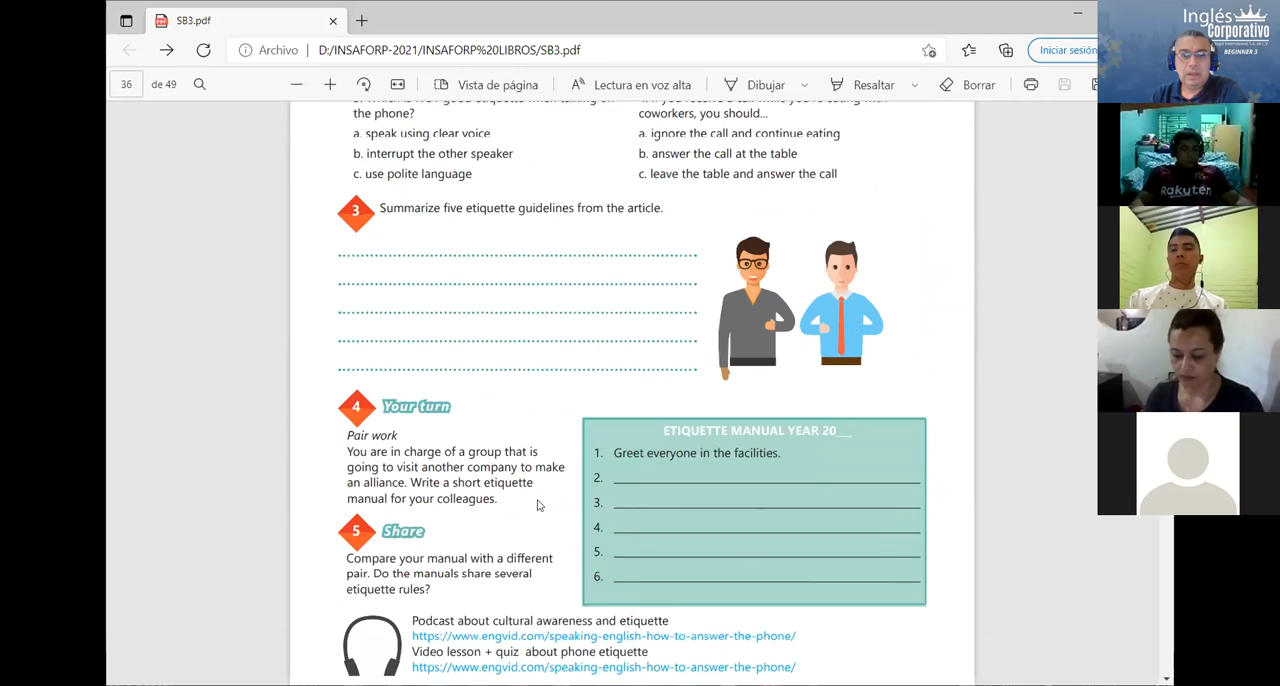 SB3.pdf
Archivo
D:/INSAFORP-2021/INSAFORP%20LIBROS/SB3.pdf
Iniciar sesión
36
de 49
Vista de página
Lectura en voz alta
Dibujar
Resaltar
Borrar
the phone?
a. speak using clear voice
b. interrupt the other speaker
c. use polite language
coworkers, you should...
a. ignore the call and continue eating
b. answer the call at the table
c. leave the table and answer the call
3
Summarize five etiquette guidelines from the article.
4
Your turn
Pair work
You are in charge of a group that is
going to visit another company to make
an alliance. Write a short etiquette
manual for your colleagues.
5
Share
Compare your manual with a different
pair. Do the manuals share several
etiquette rules?
ETIQUETTE MANUAL YEAR 20__
1. Greet everyone in the facilities.
2.
3.
4.
5.
6.
Podcast about cultural awareness and etiquette
https://www.engvid.com/speaking-english-how-to-answer-the-phone/
Video lesson + quiz about phone etiquette
https://www.engvid.com/speaking-english-how-to-answer-the-phone/
Inglés
Corporativo
BEGINNER 3
Rakuten